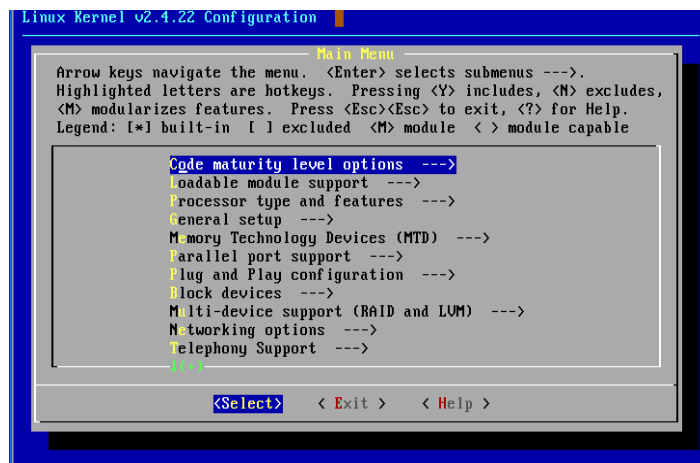 Linux Kernel v2.4.22 Configuration
Main Menu
Arrow keys navigate the menu. <Enter> selects submenus --->.
Highlighted letters are hotkeys. Pressing <Y> includes, <N> excludes,
<M> modularizes features. Press <Esc><Esc> to exit, <?> for Help.
Legend: [*] built-in [ ] excluded <M> module < > module capable
Code maturity level options --->
Loadable module support --->
Processor type and features --->
General setup --->
Memory Technology Devices (MTD) --->
Parallel port support --->
Plug and Play configuration --->
Block devices --->
Multi-device support (RAID and LVM) --->
Networking options --->
Telephony Support --->
↓(+)
<Select> < Exit > < Help >